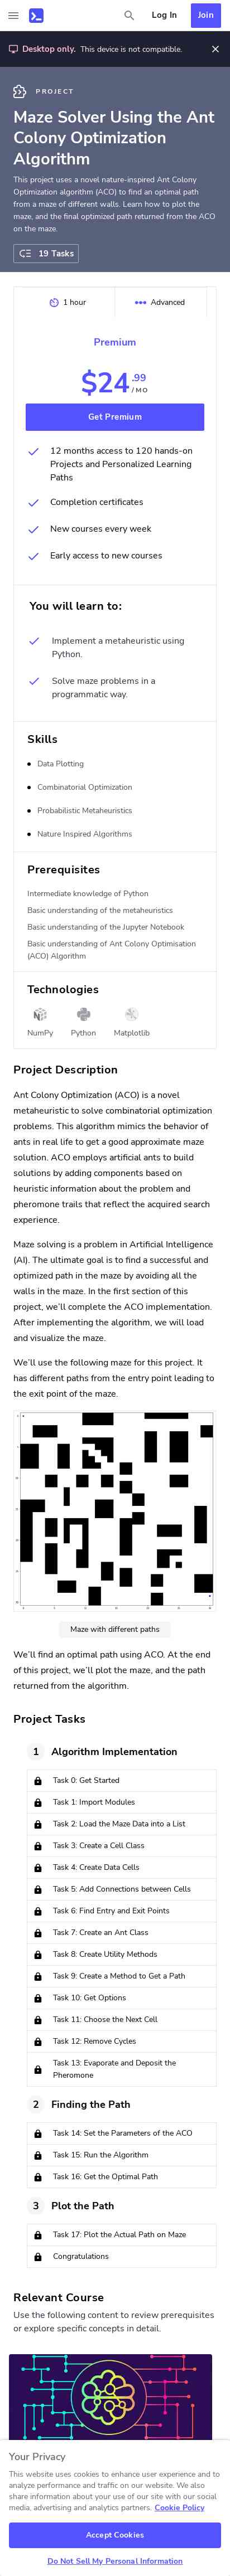 Log In
Join
Desktop only. This device is not compatible.
PROJECT
Maze Solver Using the Ant
Colony Optimization
Algorithm
This project uses a novel nature-inspired the Ant Colony
Optimization algorithm (ACO) to find an optimal path
from a maze of different walls. Learn how to plot the
maze, and the final optimized path returned from the ACO
on the maze.
19 Tasks
1 hour
Advanced
Premium
$24.99
/ MO
Get Premium
12 months access to 120 hands-on
Projects and Personalized Learning
Paths
Completion certificates
New courses every week
Early access to new courses
You will learn to:
Implement a metaheuristic using
Python.
Solve maze problems in a
programmatic way.
Skills
Data Plotting
Combinatorial Optimization
Probabilistic Metaheuristics
Nature Inspired Algorithms
Prerequisites
Intermediate knowledge of Python
Basic understanding of the metaheuristics
Basic understanding of the Jupyter Notebook
Basic understanding of Ant Colony Optimisation
(ACO) Algorithm
Technologies
NumPy
Python
Matplotlib
Project Description
Ant Colony Optimization (ACO) is a novel
metaheuristic to solve combinatorial optimization
problems. This algorithm mimics the behavior of
ants in real life to get a good approximate maze
solution. ACO employs artificial ants to build
solutions by adding components based on
heuristic information about the problem and
pheromone trails that reflect the acquired search
experience.
Maze solving is a problem in Artificial Intelligence
(AI). The ultimate goal is to find a successful and
optimized path in the maze by avoiding all the
walls in the maze. In the first section of this
project, we’ll complete the ACO implementation.
After implementing the algorithm, we will load
and visualize the maze.
We’ll use the following maze for this project. It
has different paths from the entry point leading to
the exit point of the maze.
Maze with different paths
We’ll find an optimal path using ACO. At the end
of this project, we’ll plot the maze, and the path
returned from the algorithm.
Project Tasks
1 Algorithm Implementation
Task 0: Get Started
Task 1: Import Modules
Task 2: Load the Maze Data into a List
Task 3: Create a Cell Class
Task 4: Create Data Cells
Task 5: Add Connections between Cells
Task 6: Find Entry and Exit Points
Task 7: Create an Ant Class
Task 8: Create Utility Methods
Task 9: Create a Method to Get a Path
Task 10: Get Options
Task 11: Choose the Next Cell
Task 12: Remove Cycles
Task 13: Evaporate and Deposit the
Pheromone
2 Finding the Path
Task 14: Set the Parameters of the ACO
Task 15: Run the Algorithm
Task 16: Get the Optimal Path
3 Plot the Path
Task 17: Plot the Actual Path on Maze
Congratulations
Relevant Course
Use the following content to review prerequisites
or explore specific concepts in detail.
Your Privacy
This website uses cookies to enhance user experience and to
analyze performance and traffic on our website. We also
share information about your use of our site with our social
media, advertising and analytics partners. Cookie Policy
Accept Cookies
Do Not Sell My Personal Information